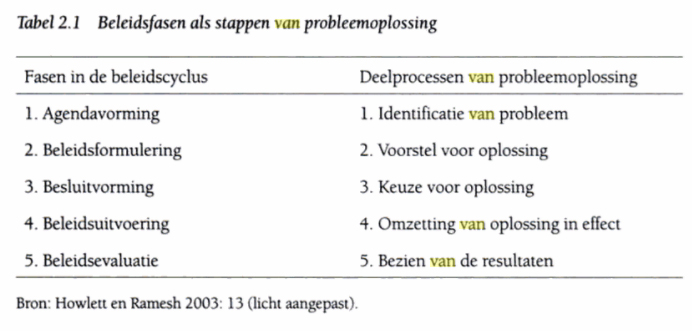 Tabel 2.1 Beleidsfasen als stappen van probleemoplossing
Fasen in de beleidscyclus Deelprocessen van probleemoplossing
1. Agendavorming 1. Identificatie van probleem
2. Beleidsformulering 2. Voorstel voor oplossing
3. Besluitvorming 3. Keuze voor oplossing
4. Beleidsuitvoering 4. Omzetting van oplossing in effect
5. Beleidsevaluatie 5. Bezien van de resultaten
Bron: Howlett en Ramesh 2003: 13 (licht aangepast).